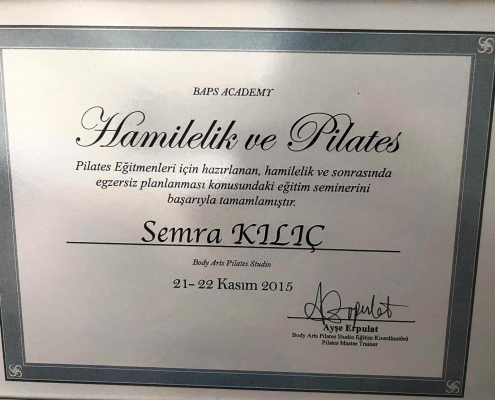 BAPS ACADEMY
Hamilelik ve Pilates
Pilates Eğitmenleri için hazırlanan, hamilelik ve sonrasında
egzersiz planlanması konusundaki eğitim seminerini
başarıyla tamamlamıştır.
Semra KILIÇ
Body Arts Pilates Studio
21- 22 Kasım 2015
Ayşe Erpulat
Body Arts Pilates Studio Eğitim Koordinatörü
Pilates Master Trainer